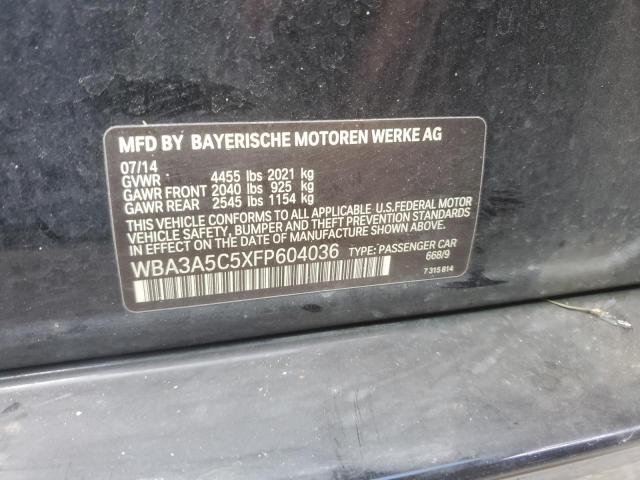 MFD BY BAYERISCHE MOTOREN WERKE AG
07/14
GVWR 4455 lbs 2021 kg
GAWR FRONT 2040 lbs 925 kg
GAWR REAR 2545 lbs 1154 kg
THIS VEHICLE CONFORMS TO ALL APPLICABLE U.S.FEDERAL MOTOR
VEHICLE SAFETY, BUMPER, AND THEFT PREVENTION STANDARDS
IN EFFECT ON THE DATE OF MANUFACTURE SHOWN ABOVE.
WBA3A5C5XFP604036 TYPE: PASSENGER CAR
668/9
7 315 814